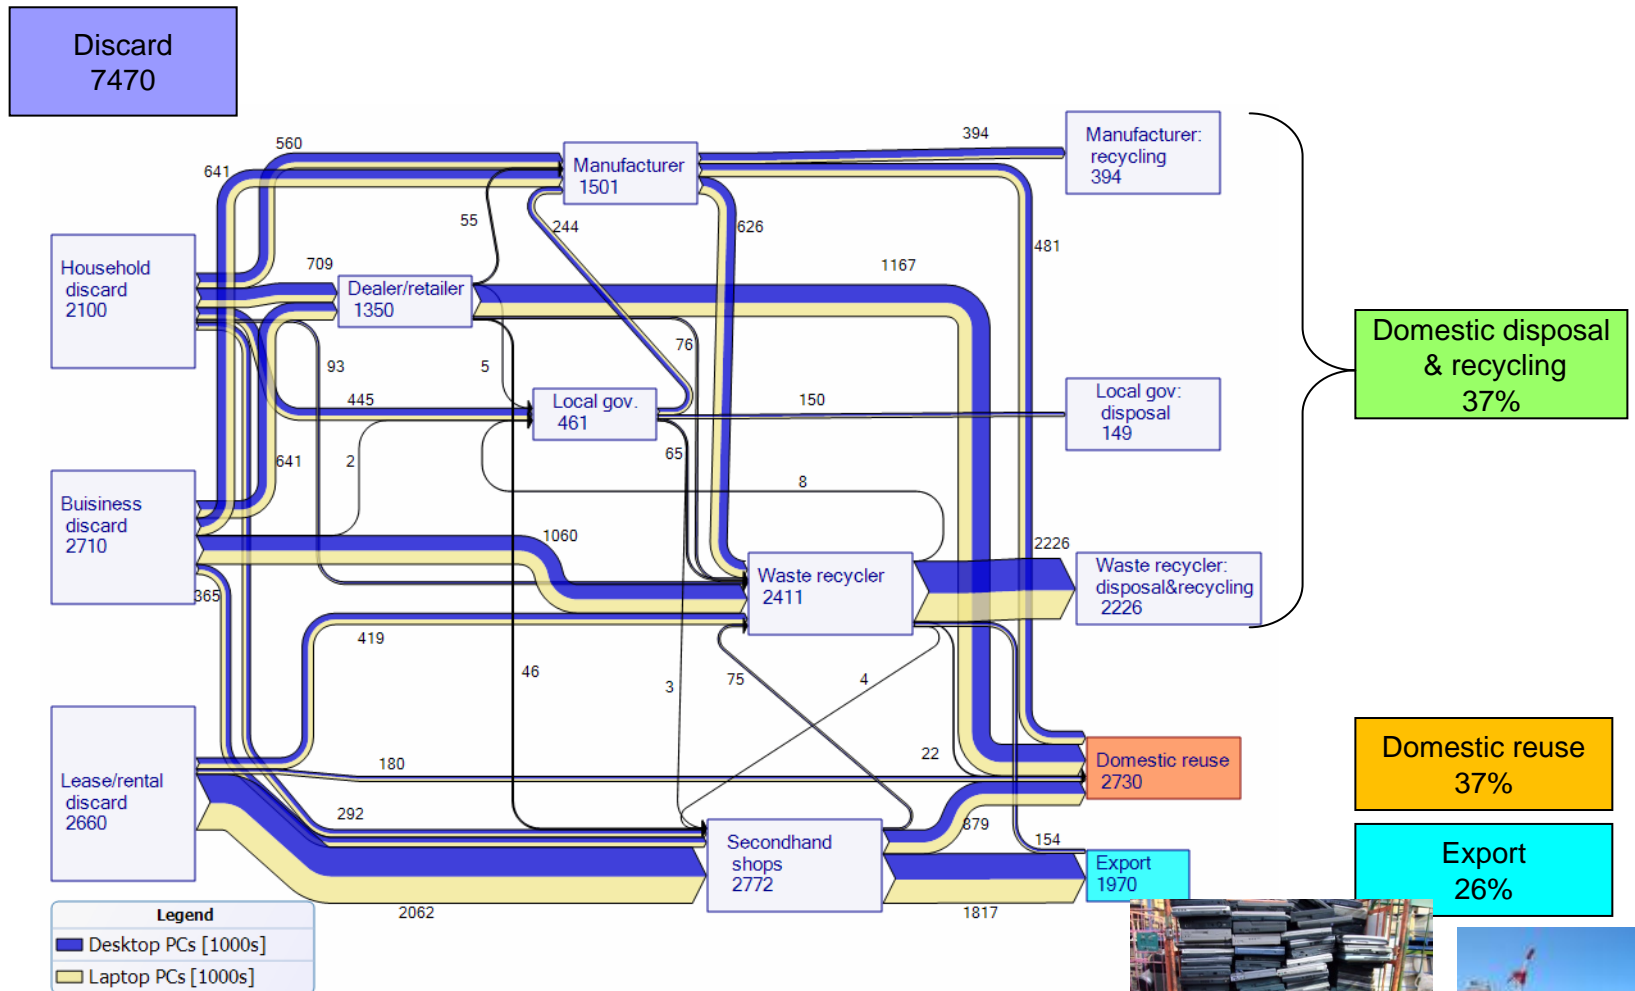 Discard
7470
560
641
Manufacturer
1501
394
Manufacturer:
recycling
394
55
244
626
481
Household
discard
2100
709
Dealer/retailer
1350
1167
93
5
76
445
Local gov.
461
150
Local gov:
disposal
149
Domestic disposal
& recycling
37%
2
641
65
8
Buisiness
discard
2710
1060
Waste recycler
2411
2226
Waste recycler:
disposal&recycling
2226
365
419
46
3
75
4
22
Lease/rental
discard
2660
180
292
Domestic reuse
2730
Domestic reuse
37%
879
154
Secondhand
shops
2772
Export
1970
Export
26%
2062
1817
Legend
Desktop PCs [1000s]
Laptop PCs [1000s]